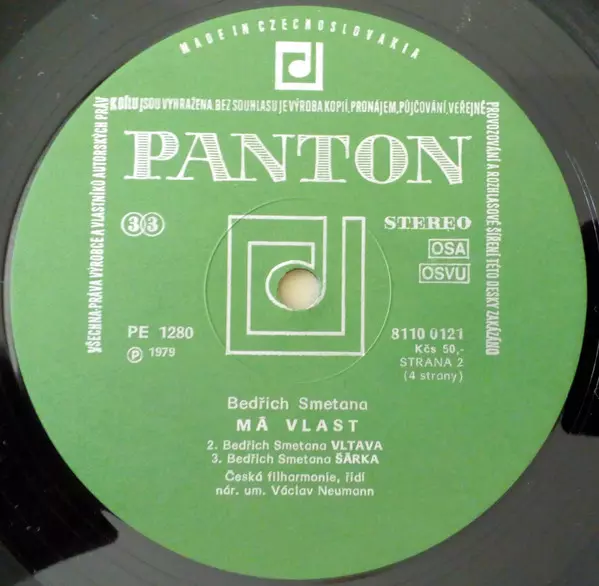 MADE IN CZECHOSLOVAKIA
VŠECHNA PRÁVA VÝROBCE A VLASTNÍKŮ AUTORSKÝCH PRÁV
K DÍLU JSOU VYHRAŽENA. BEZ SOUHLASU JE VÝROBA KOPIÍ, PRONÁJEM, PŮJČOVÁNÍ, VEŘEJNÉ
PROVOZOVÁNÍ A ROZHLASOVÉ ŠÍŘENÍ TÉTO DESKY ZAKÁZÁNO
PANTON
33
STEREO
OSA
OSVU
PE 1280
Ⓟ 1979
8110 0121
Kčs 50,-
STRANA 2
(4 strany)
Bedřich Smetana
MÁ VLAST
2. Bedřich Smetana VLTAVA
3. Bedřich Smetana ŠÁRKA
Česká filharmonie, řídí
nár. um. Václav Neumann